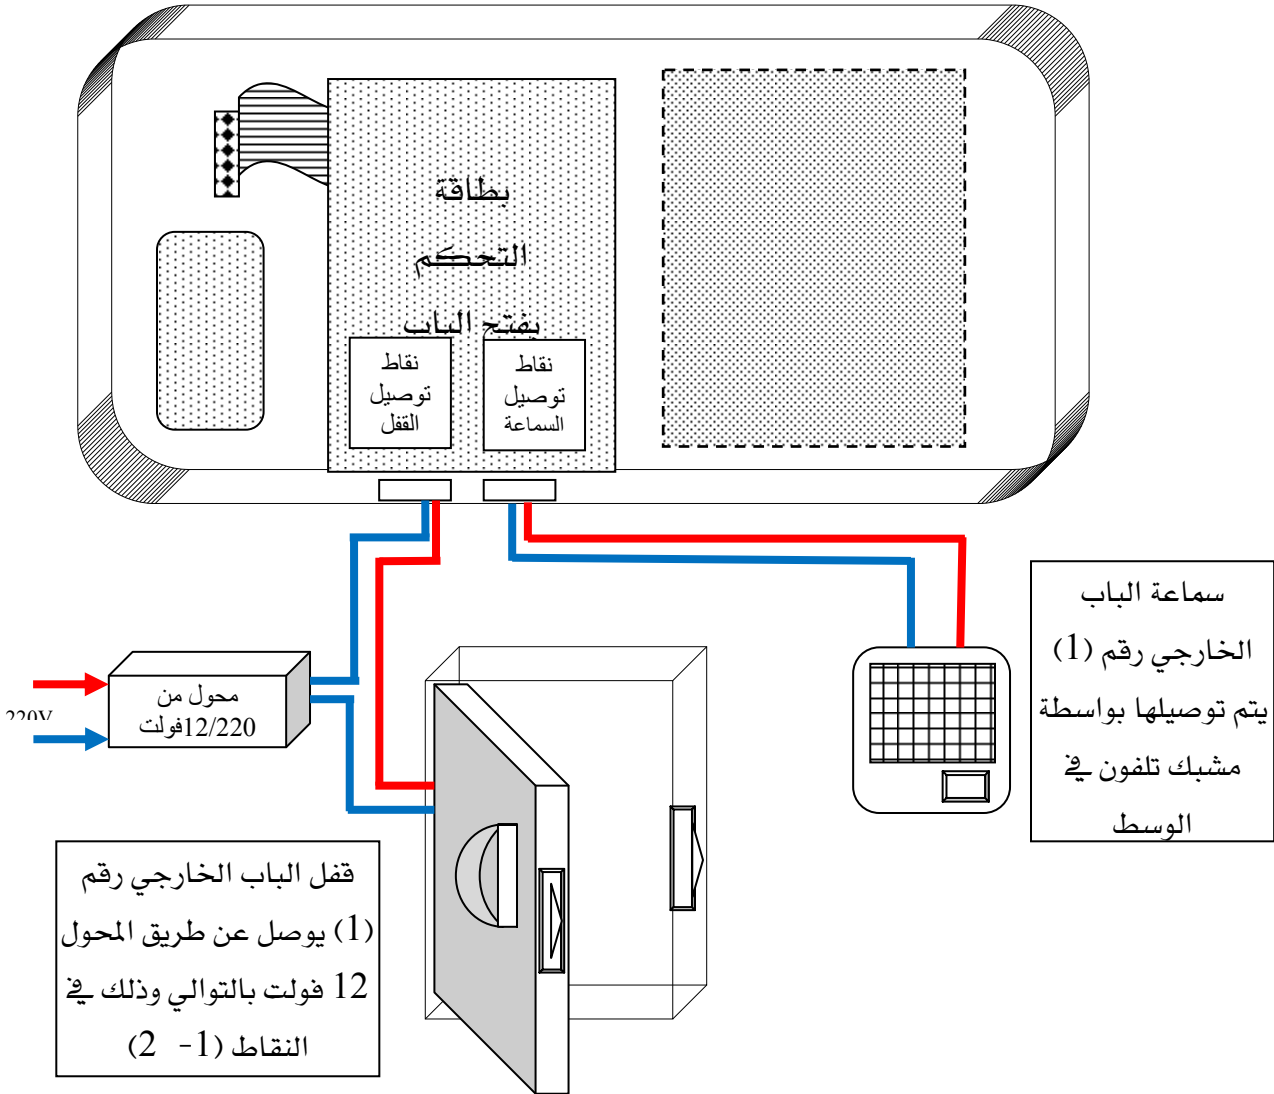 بطاقة
التحكم
بفتح الباب
نقاط
توصيل
القفل
نقاط
توصيل
السماعة
سماعة الباب
الخارجي رقم (1)
يتم توصيلها بواسطة
مشبك تلفون في
الوسط
220V
محول من
12/220فولت
قفل الباب الخارجي رقم
(1) يوصل عن طريق المحول
12 فولت بالتوالي وذلك في
النقاط (1- 2)